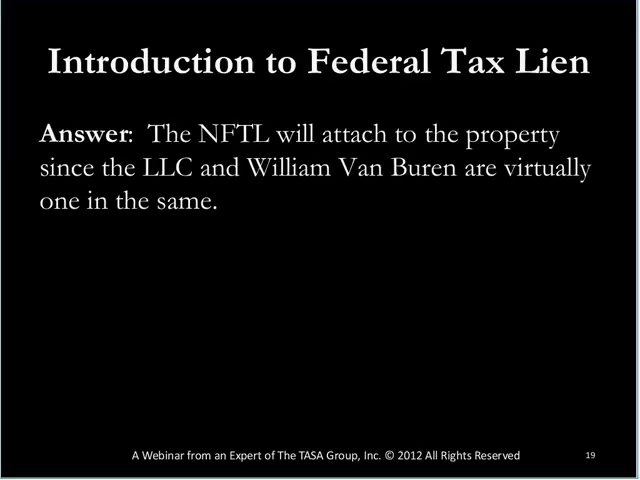 Introduction to Federal Tax Lien
Answer:  The NFTL will attach to the property
since the LLC and William Van Buren are virtually
one in the same.
A Webinar from an Expert of The TASA Group, Inc. © 2012 All Rights Reserved
19